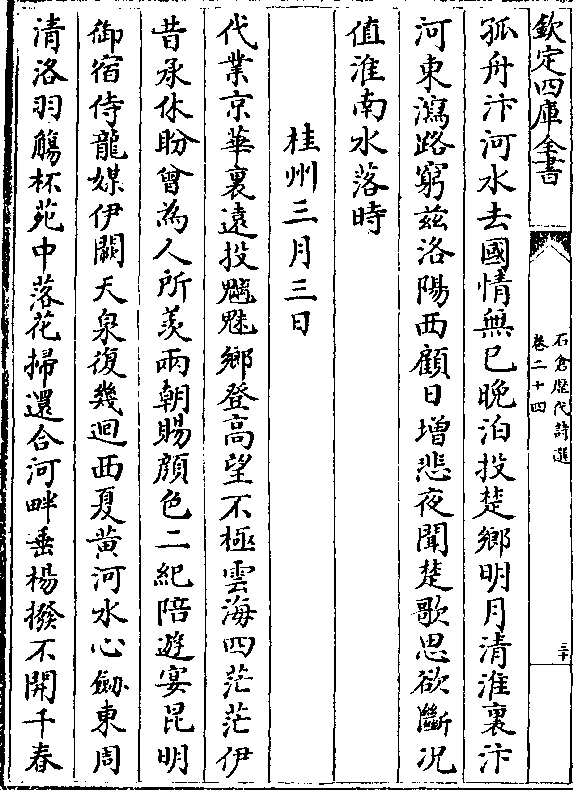 欽定四庫全書
石倉歷代詩選
卷二十四
三十
孤舟汴河水去國情無已晚泊投楚鄉明月清淮裏汴
河東瀉路窮兹洛陽西顧日增悲夜聞楚歌思欲斷况
值淮南水落時
桂州三月三日
代業京華裏遠投魑魅鄉登高望不極雲海四茫茫伊
昔承休盼曾為人所羡兩朝賜顔色二紀陪遊宴昆明
御宿侍龍媒伊闕天泉復幾迴西夏黄河水心劒東周
清洛羽觴杯苑中落花掃還合河畔垂楊撥不開千春